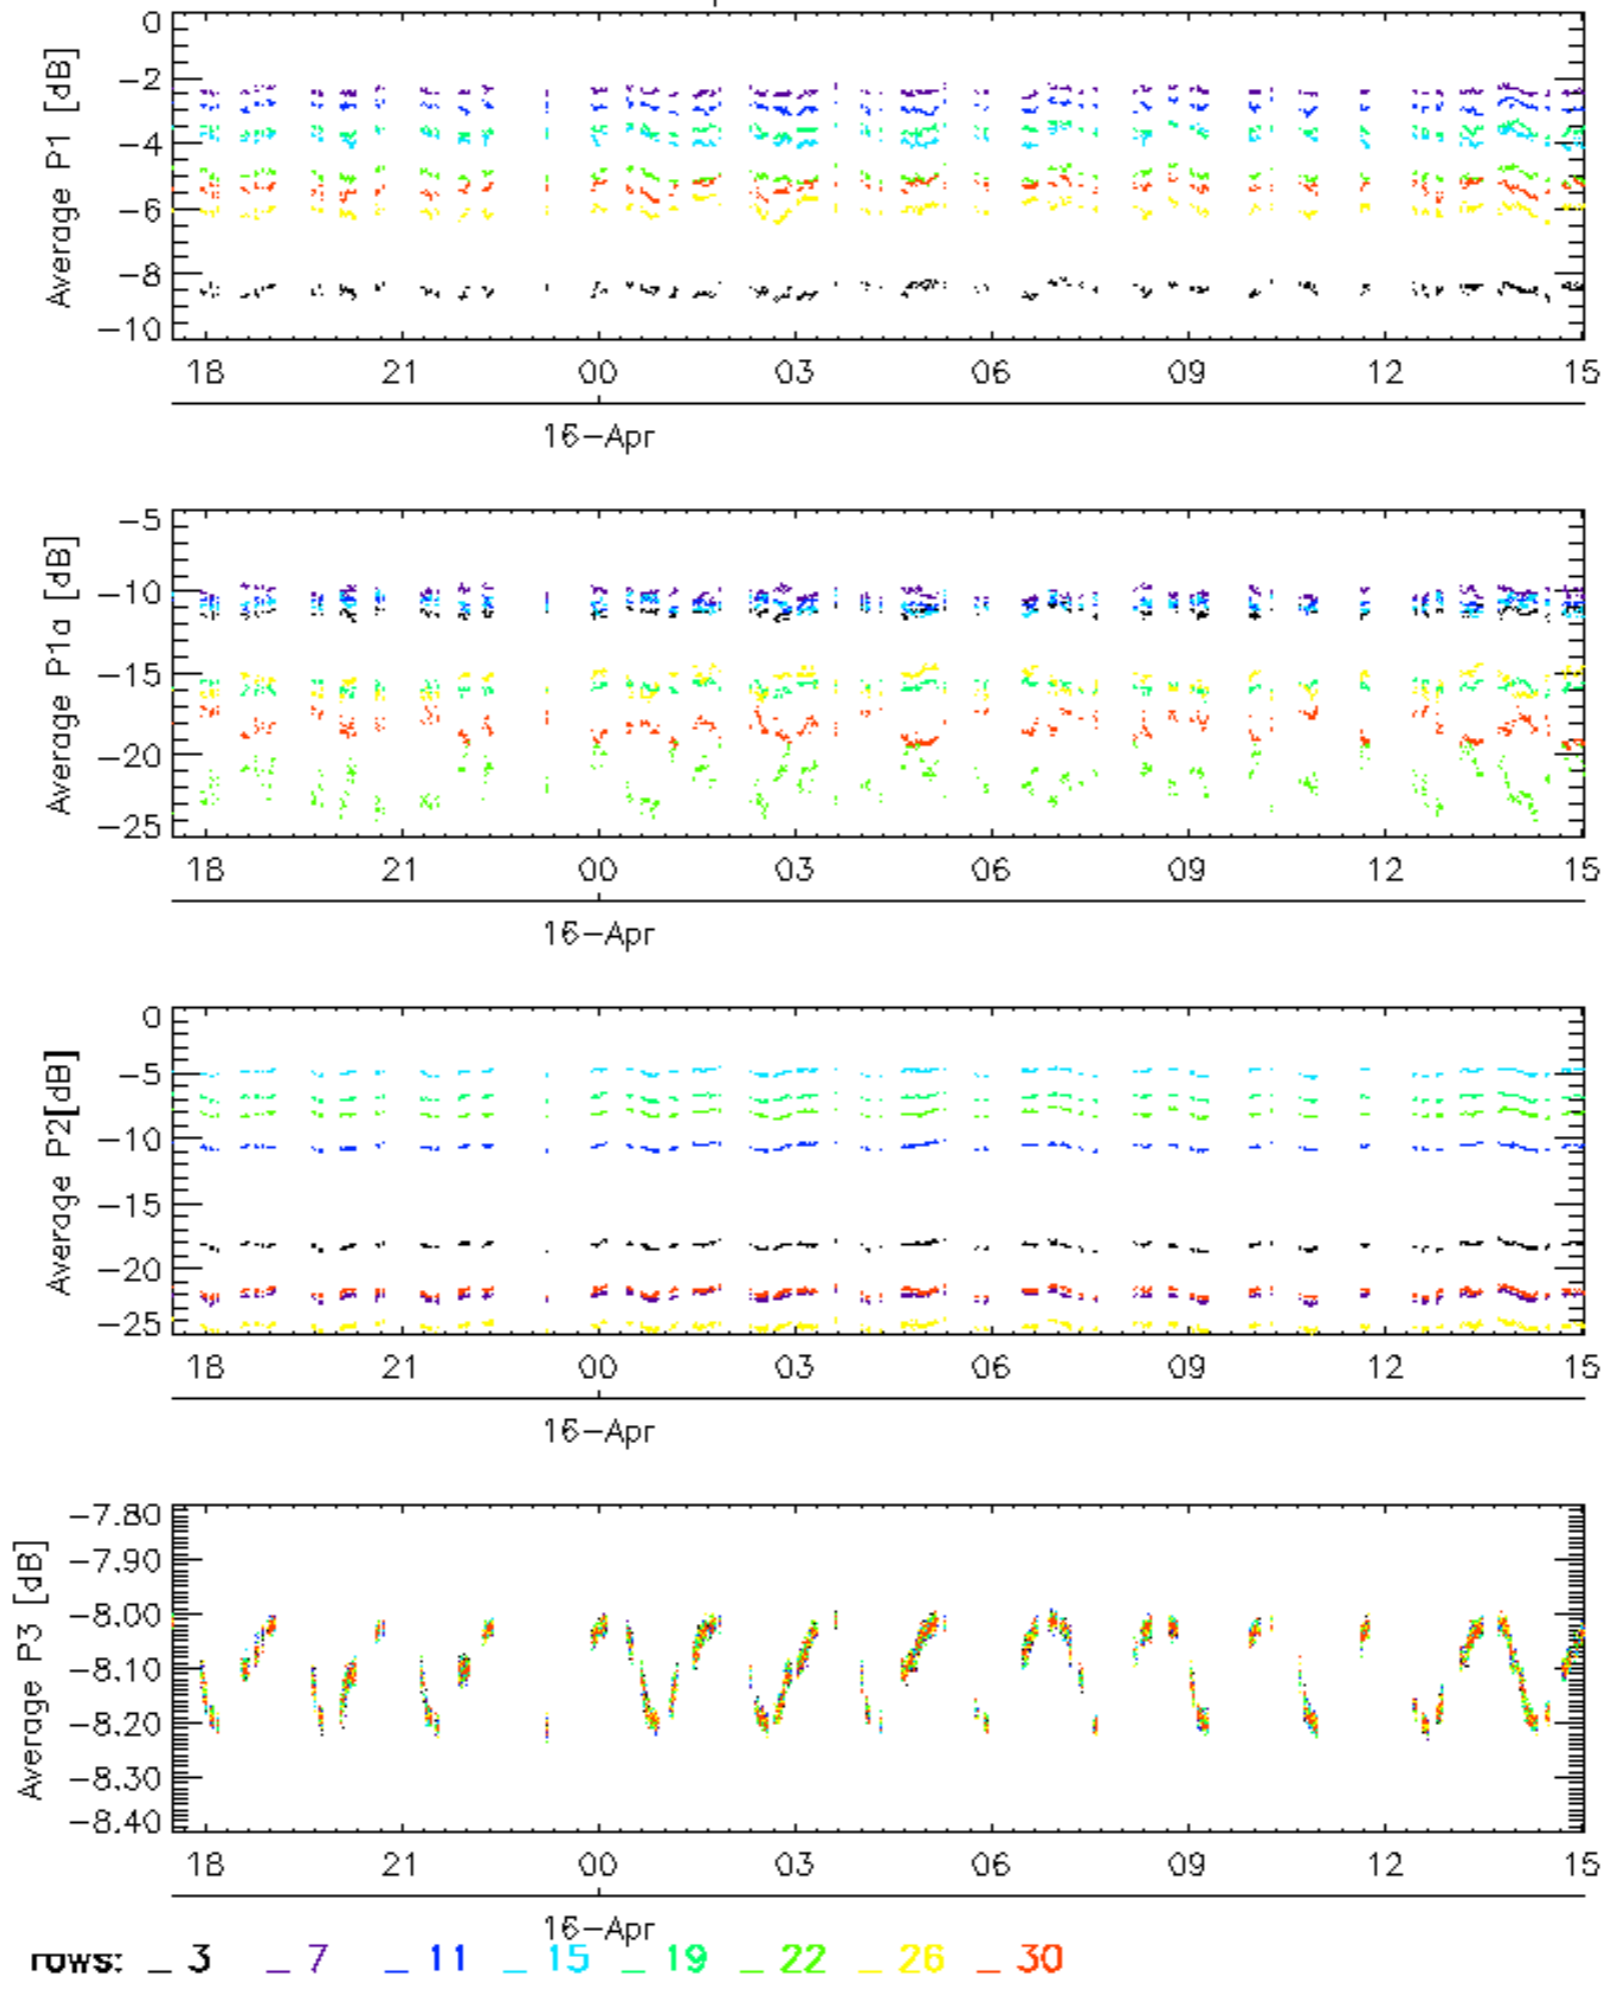 0
-2
-4
-6
-8
-10
Average P1 [dB]
18 21 00 03 06 09 12 15
16-Apr
-5
-10
-15
-20
-25
Average P1a [dB]
18 21 00 03 06 09 12 15
16-Apr
0
-5
-10
-15
-20
-25
Average P2[dB]
18 21 00 03 06 09 12 15
16-Apr
-7.80
-7.90
-8.00
-8.10
-8.20
-8.30
-8.40
Average P3 [dB]
18 21 00 03 06 09 12 15
16-Apr
rows: _ 3 _ 7 _ 11 _ 15 _ 19 _ 22 _ 26 _ 30